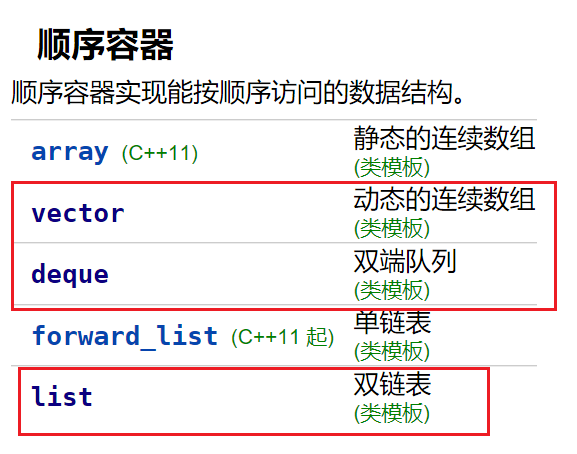 顺序容器
顺序容器实现能按顺序访问的数据结构。
array (C++11) 静态的连续数组
(类模板)
vector 动态的连续数组
(类模板)
deque 双端队列
(类模板)
forward_list (C++11 起) 单链表
(类模板)
list 双链表
(类模板)